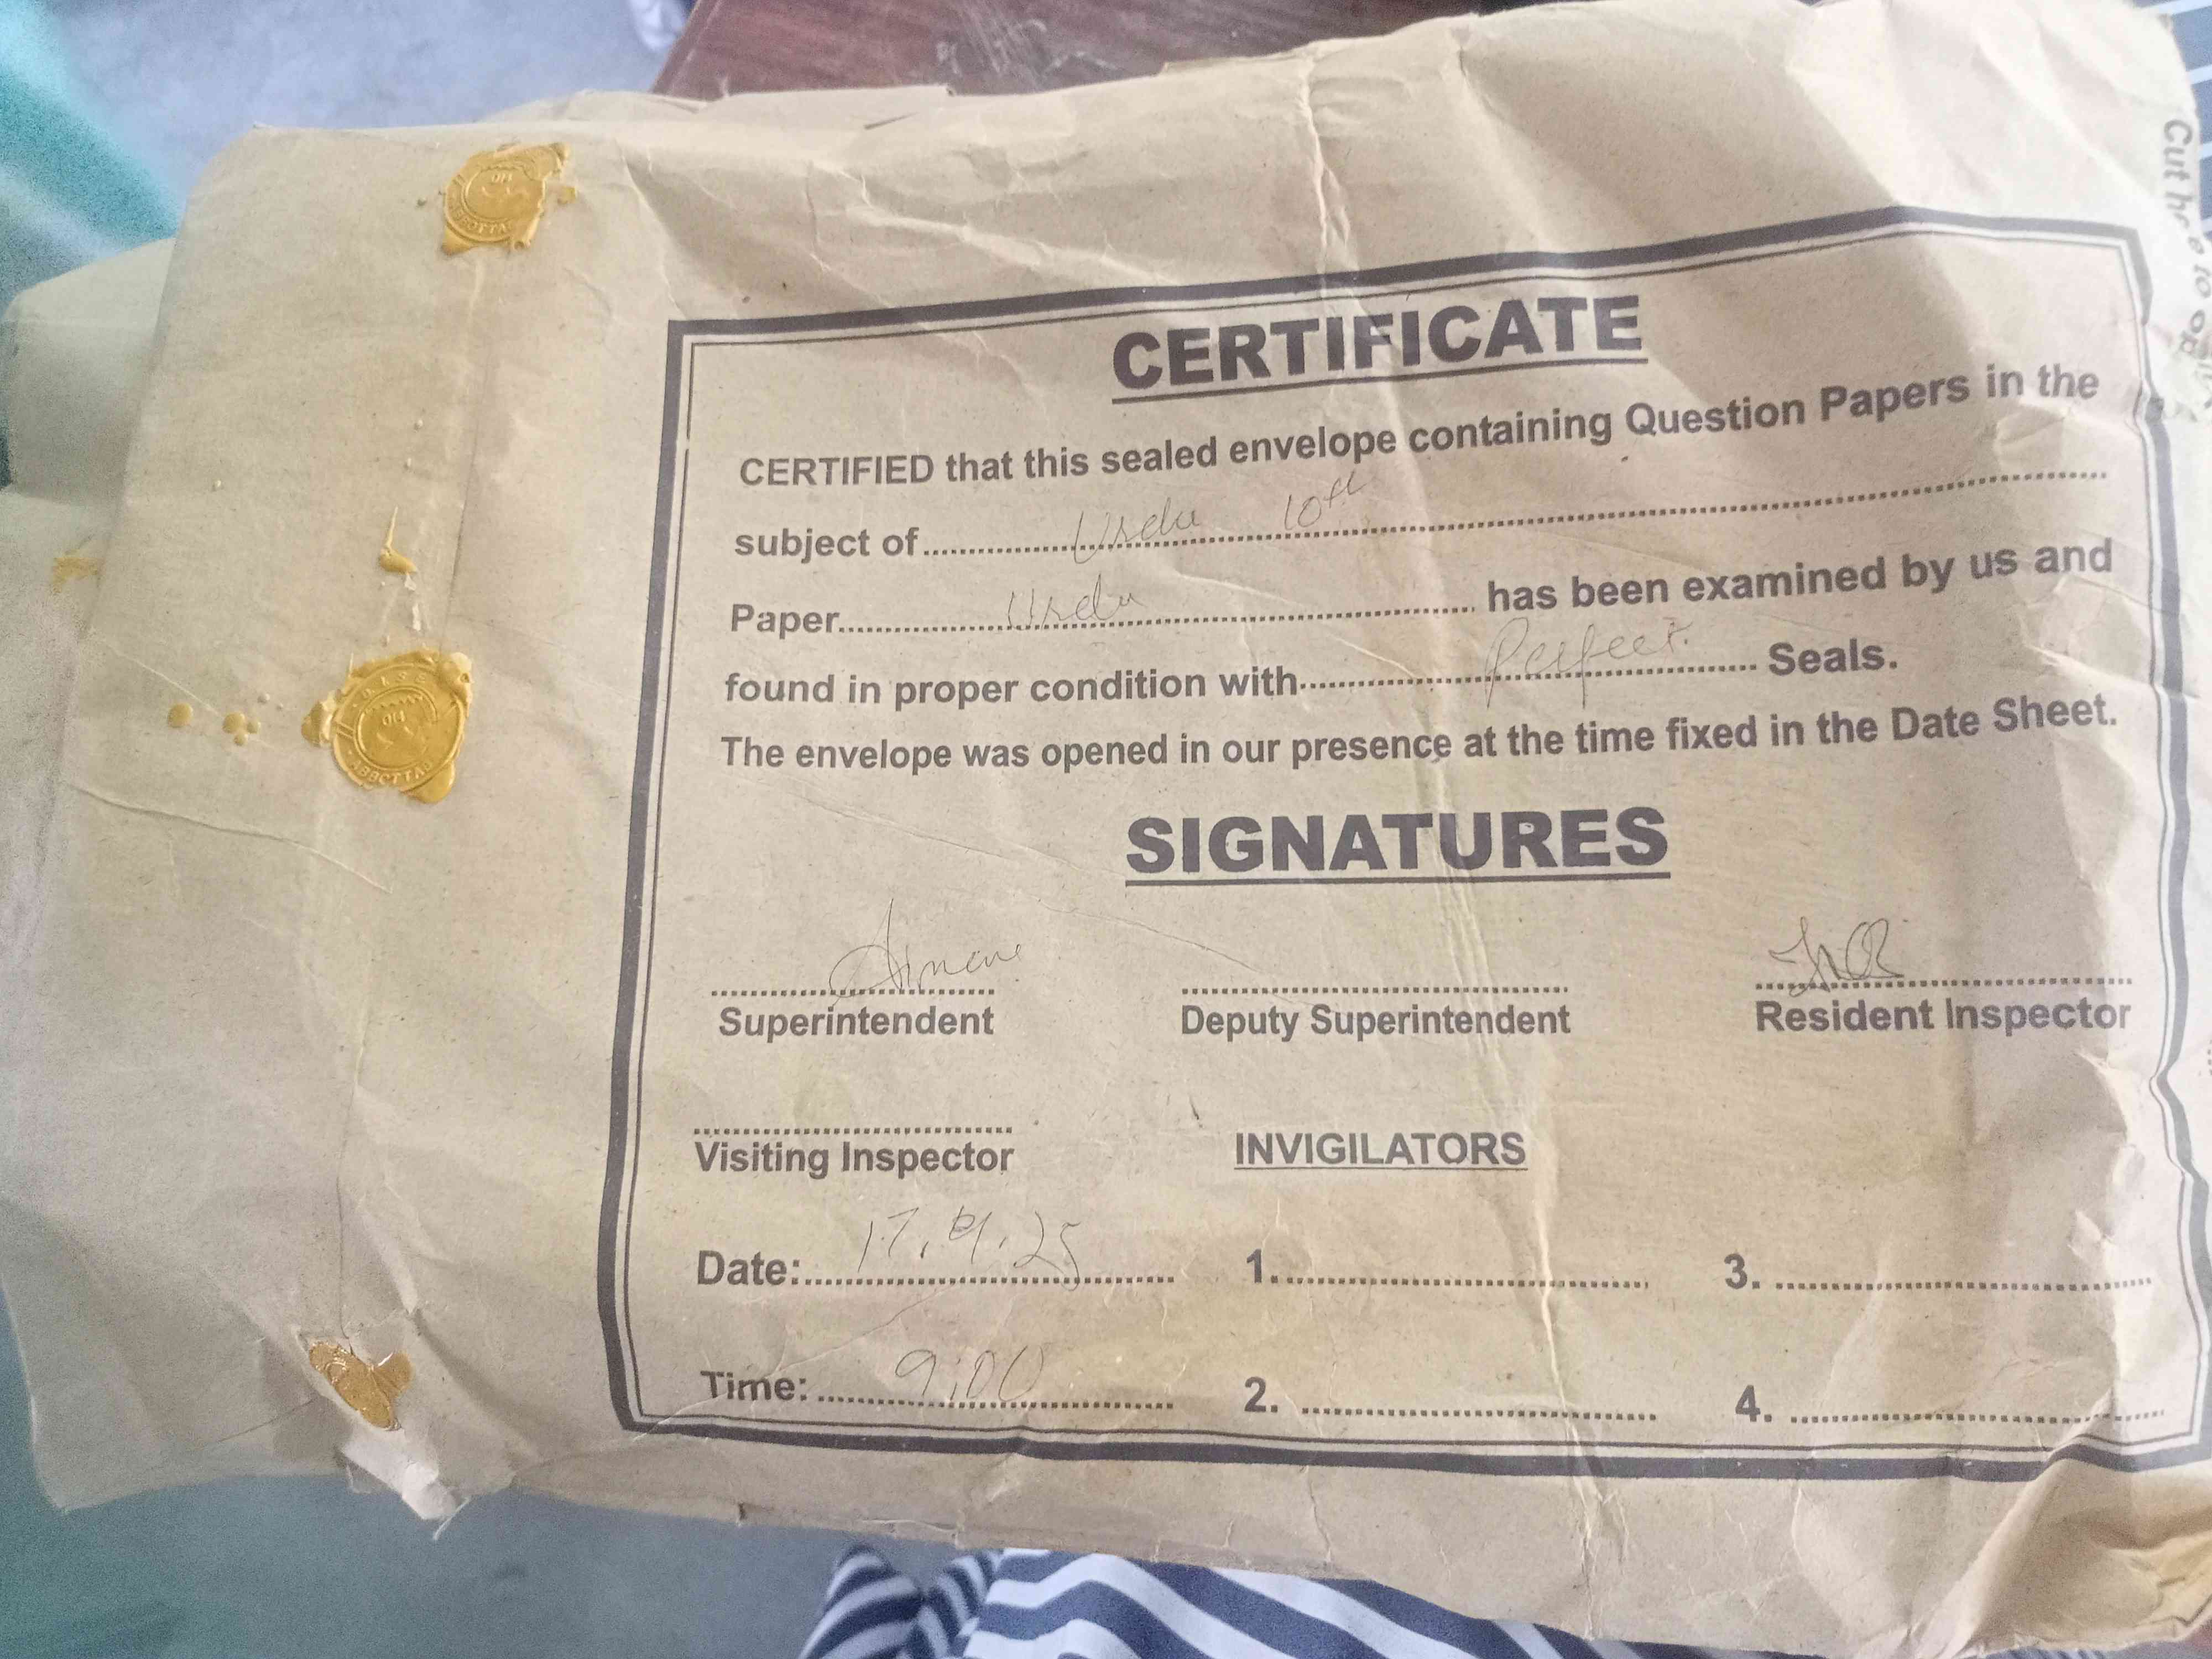 CERTIFICATE
CERTIFIED that this sealed envelope containing Question Papers in the
subject of Urdu 10th
Paper Urdu has been examined by us and
found in proper condition with Perfect. Seals.
The envelope was opened in our presence at the time fixed in the Date Sheet.
SIGNATURES
Superintendent Deputy Superintendent Resident Inspector
Visiting Inspector INVIGILATORS
Date: 17.9.25 1. 3.
Time: 9:00 2. 4.
Cut